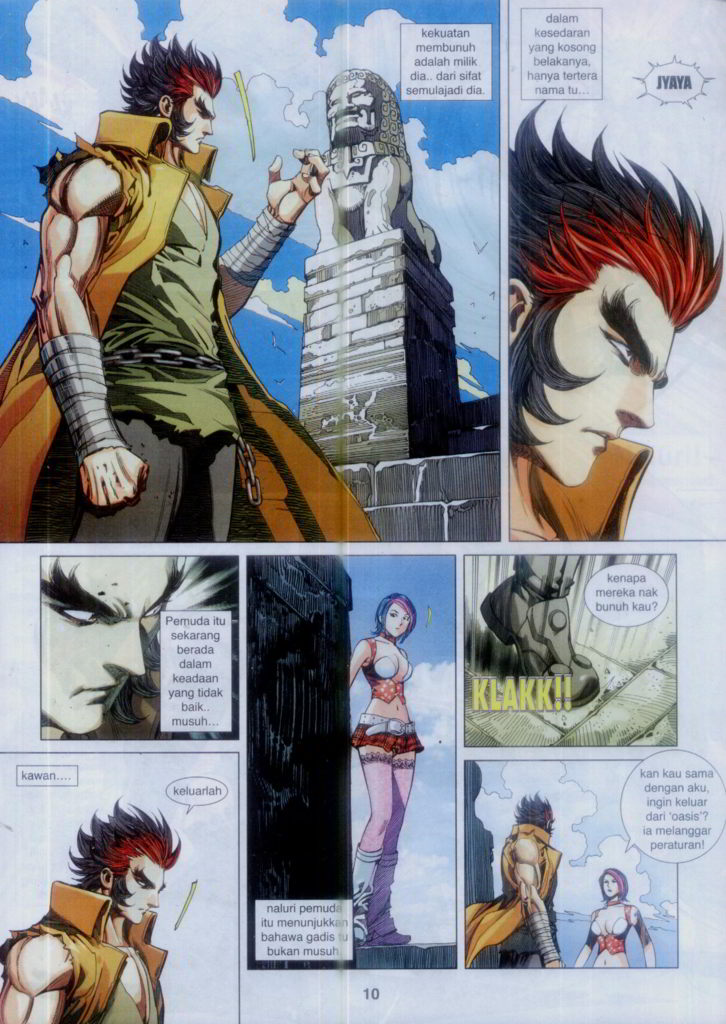 kekuatan
membunuh
adalah milik
dia.. dari sifat
semulajadi dia.
dalam
kesedaran
yang kosong
belakanya,
hanya tertera
nama tu...
JYAYA
Pemuda itu
sekarang
berada
dalam
keadaan
yang tidak
baik..
musuh...
kawan....
keluarlah
naluri pemuda
itu menunjukkan
bahawa gadis tu
bukan musuh
kenapa
mereka nak
bunuh kau?
KLAKK!!
kan kau sama
dengan aku,
ingin keluar
dari 'oasis'?
ia melanggar
peraturan!
10